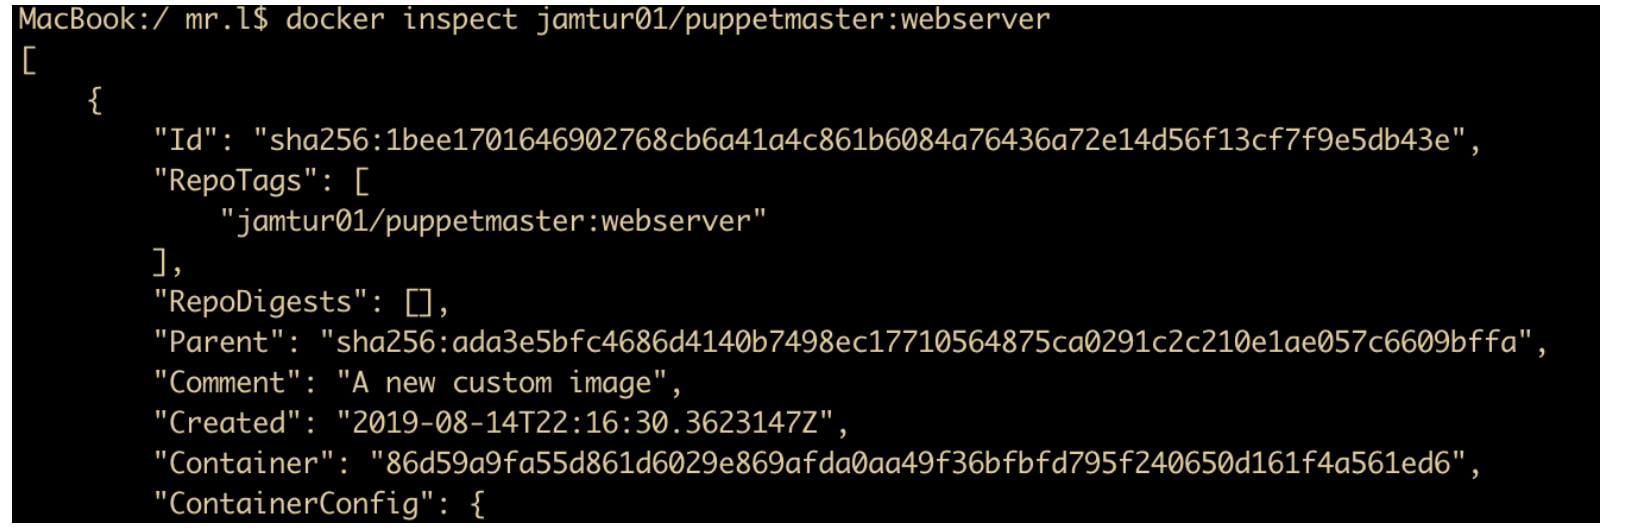 MacBook:/ mr.l$ docker inspect jamtur01/puppetmaster:webserver
[
    {
        "Id": "sha256:1bee1701646902768cb6a41a4c861b6084a76436a72e14d56f13cf7f9e5db43e",
        "RepoTags": [
            "jamtur01/puppetmaster:webserver"
        ],
        "RepoDigests": [],
        "Parent": "sha256:ada3e5bfc4686d4140b7498ec17710564875ca0291c2c210e1ae057c6609bffa",
        "Comment": "A new custom image",
        "Created": "2019-08-14T22:16:30.3623147Z",
        "Container": "86d59a9fa55d861d6029e869afda0aa49f36bfbfd795f240650d161f4a561ed6",
        "ContainerConfig": {